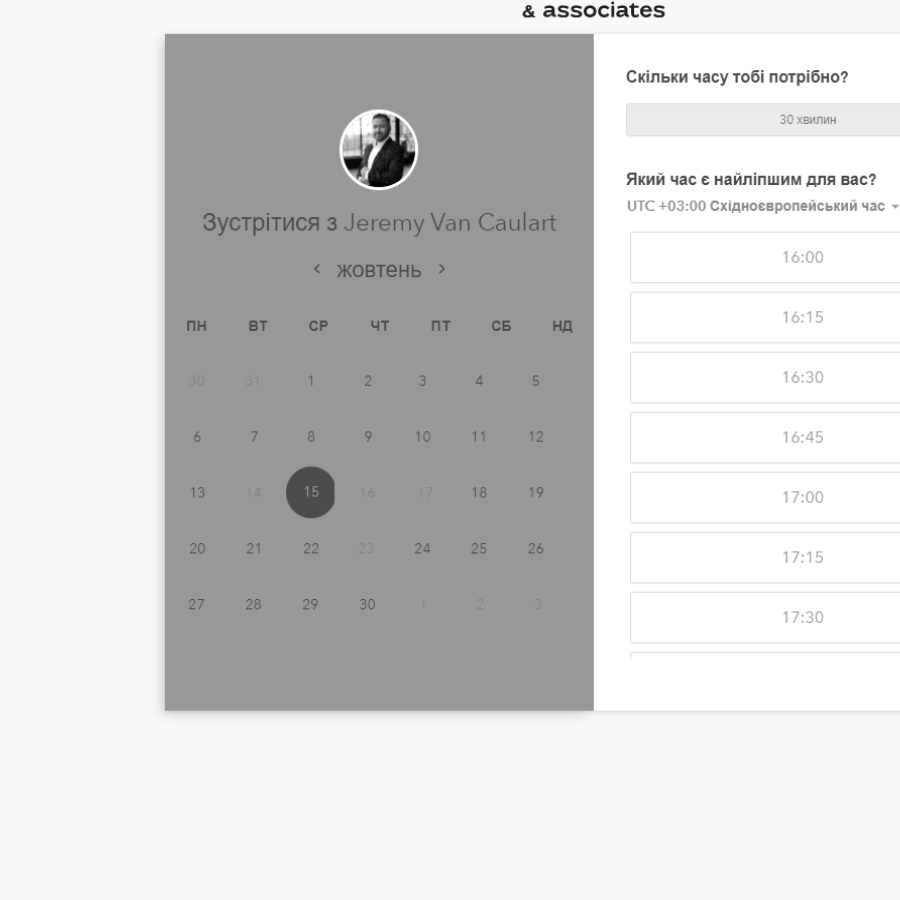 & associates
Зустрітися з Jeremy Van Caulart
жовтень
ПН ВТ СР ЧТ ПТ СБ НД
30 31 1 2 3 4 5
6 7 8 9 10 11 12
13 14 15 16 17 18 19
20 21 22 23 24 25 26
27 28 29 30 1 2 3
Скільки часу тобі потрібно?
30 хвилин
Який час є найліпшим для вас?
UTC +03:00 Східноєвропейський час
16:00
16:15
16:30
16:45
17:00
17:15
17:30